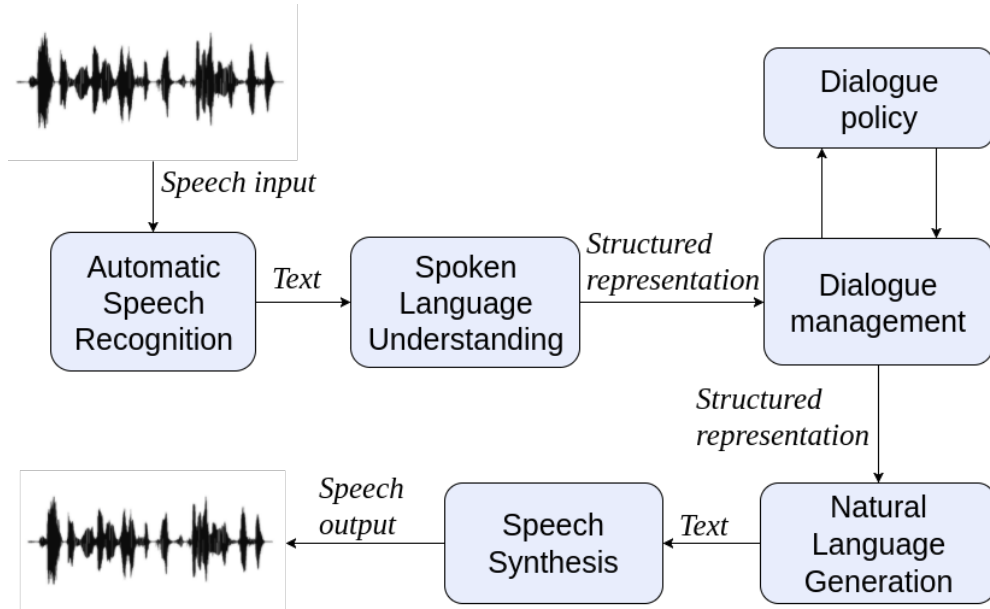 Speech input
Automatic
Speech
Recognition
Text
Spoken
Language
Understanding
Structured
representation
Dialogue
policy
Dialogue
management
Structured
representation
Natural
Language
Generation
Text
Speech
Synthesis
Speech
output